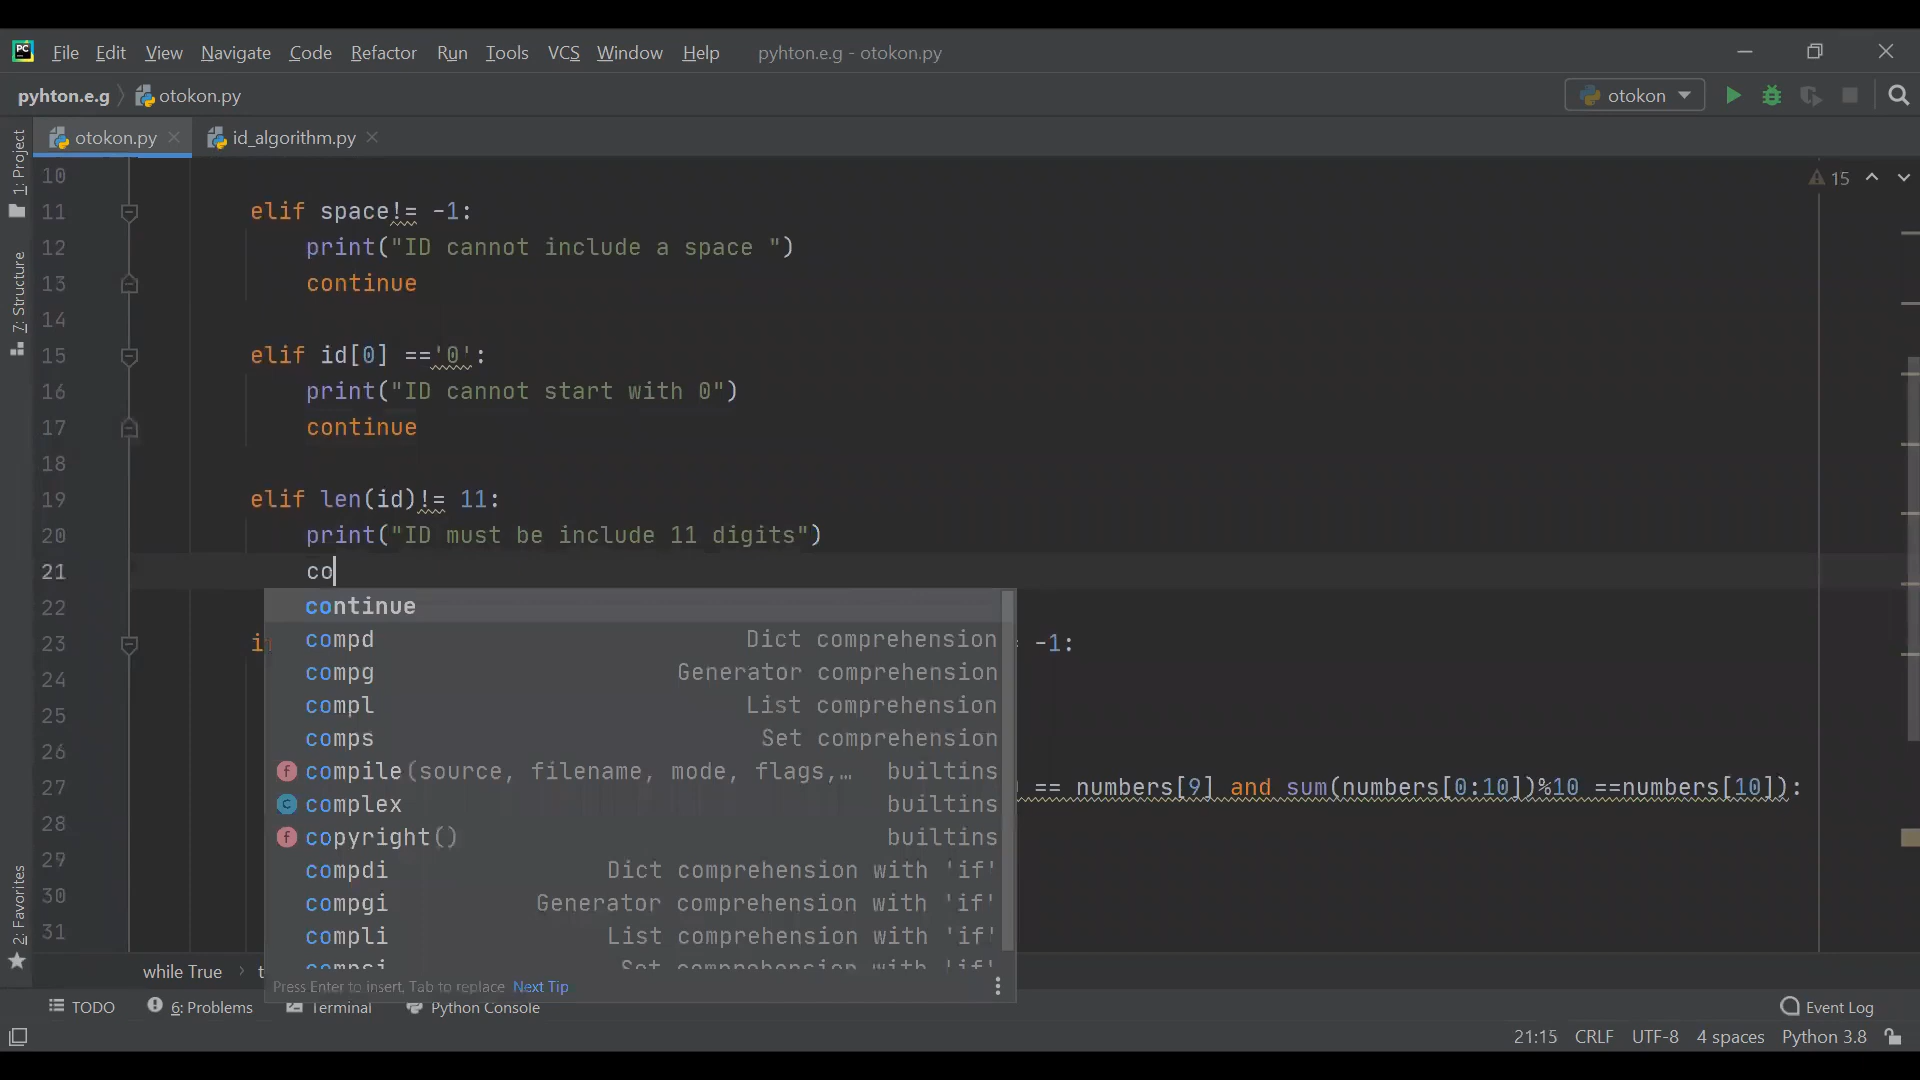 File Edit View Navigate Code Refactor Run Tools VCS Window Help pyhton.e.g - otokon.py
pyhton.e.g otokon.py otokon
otokon.py id_algorithm.py
1: Project
7: Structure
2: Favorites
15
10
11 elif space!= -1:
12 print("ID cannot include a space ")
13 continue
14
15 elif id[0] =='0':
16 print("ID cannot start with 0")
17 continue
18
19 elif len(id)!= 11:
20 print("ID must be include 11 digits")
21 co
22
23 -1:
24
25
26
27 == numbers[9] and sum(numbers[0:10])%10 ==numbers[10]):
28
29
30
31
continue
compd Dict comprehension
compg Generator comprehension
compl List comprehension
comps Set comprehension
compile(source, filename, mode, flags,… builtins
complex builtins
copyright() builtins
compdi Dict comprehension with 'if'
compgi Generator comprehension with 'if'
compli List comprehension with 'if'
compsi Set comprehension with 'if'
Press Enter to insert, Tab to replace Next Tip
while True
TODO 6: Problems Terminal Python Console Event Log
21:15 CRLF UTF-8 4 spaces Python 3.8